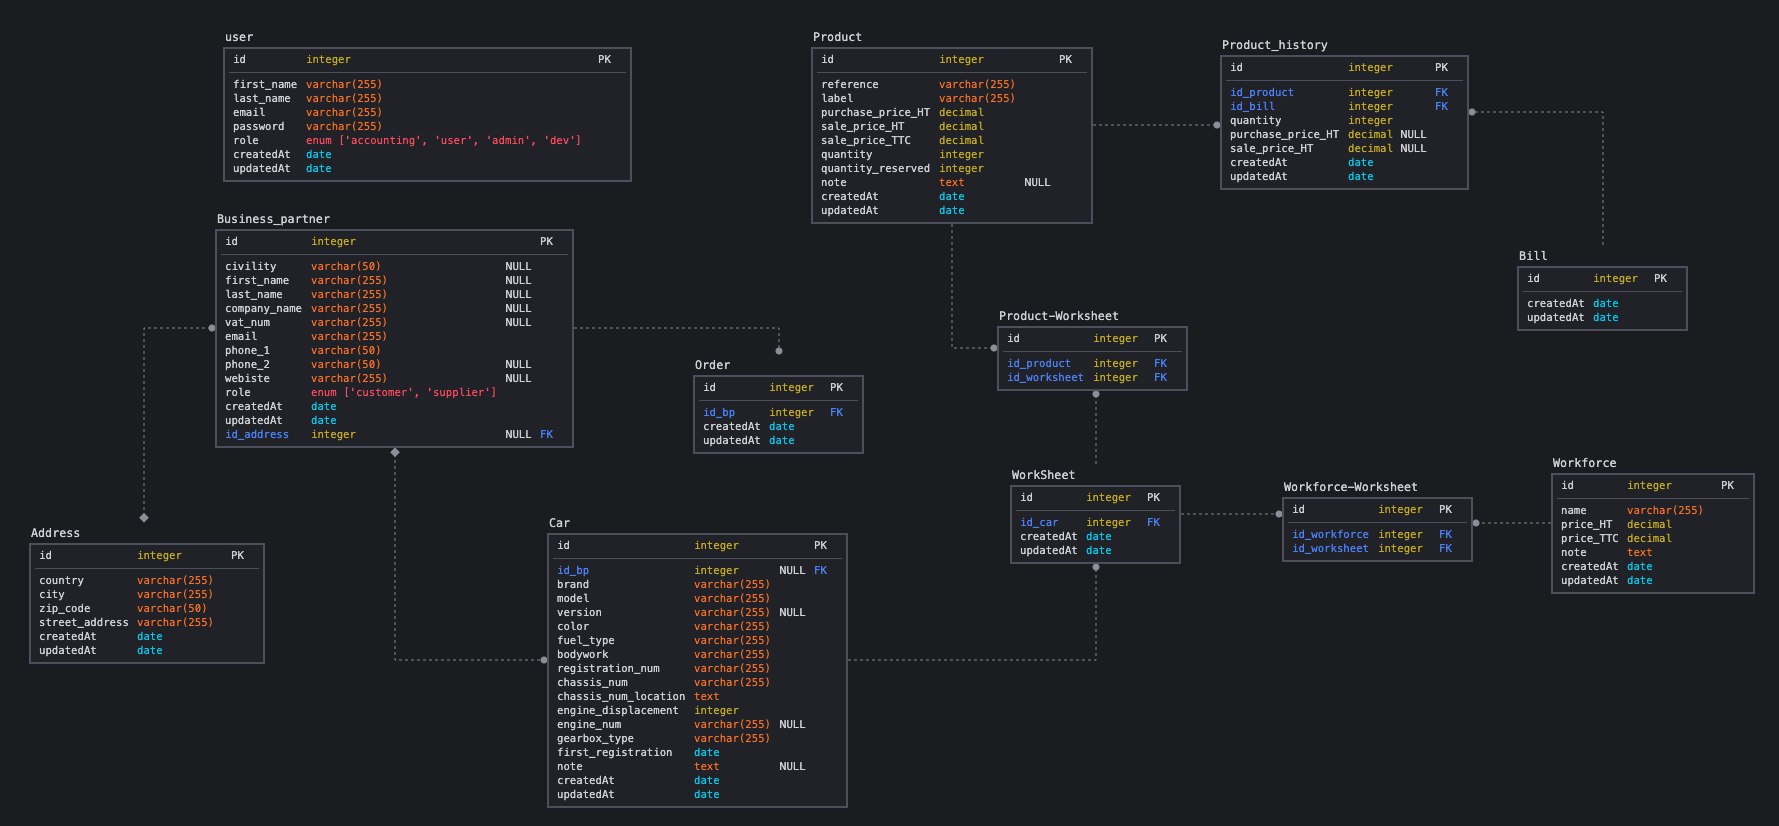 user
id integer PK
first_name varchar(255)
last_name varchar(255)
email varchar(255)
password varchar(255)
role enum ['accounting', 'user', 'admin', 'dev']
createdAt date
updatedAt date
Product
id integer PK
reference varchar(255)
label varchar(255)
purchase_price_HT decimal
sale_price_HT decimal
sale_price_TTC decimal
quantity integer
quantity_reserved integer
note text NULL
createdAt date
updatedAt date
Product_history
id integer PK
id_product integer FK
id_bill integer FK
quantity integer
purchase_price_HT decimal NULL
sale_price_HT decimal NULL
createdAt date
updatedAt date
Business_partner
id integer PK
civility varchar(50) NULL
first_name varchar(255) NULL
last_name varchar(255) NULL
company_name varchar(255) NULL
vat_num varchar(255) NULL
email varchar(255)
phone_1 varchar(50)
phone_2 varchar(50) NULL
webiste varchar(255) NULL
role enum ['customer', 'supplier']
createdAt date
updatedAt date
id_address integer NULL FK
Bill
id integer PK
createdAt date
updatedAt date
Product-Worksheet
id integer PK
id_product integer FK
id_worksheet integer FK
Order
id integer PK
id_bp integer FK
createdAt date
updatedAt date
WorkSheet
id integer PK
id_car integer FK
createdAt date
updatedAt date
Workforce-Worksheet
id integer PK
id_workforce integer FK
id_worksheet integer FK
Workforce
id integer PK
name varchar(255)
price_HT decimal
price_TTC decimal
note text
createdAt date
updatedAt date
Address
id integer PK
country varchar(255)
city varchar(255)
zip_code varchar(50)
street_address varchar(255)
createdAt date
updatedAt date
Car
id integer PK
id_bp integer NULL FK
brand varchar(255)
model varchar(255)
version varchar(255) NULL
color varchar(255)
fuel_type varchar(255)
bodywork varchar(255)
registration_num varchar(255)
chassis_num varchar(255)
chassis_num_location text
engine_displacement integer
engine_num varchar(255) NULL
gearbox_type varchar(255)
first_registration date
note text NULL
createdAt date
updatedAt date